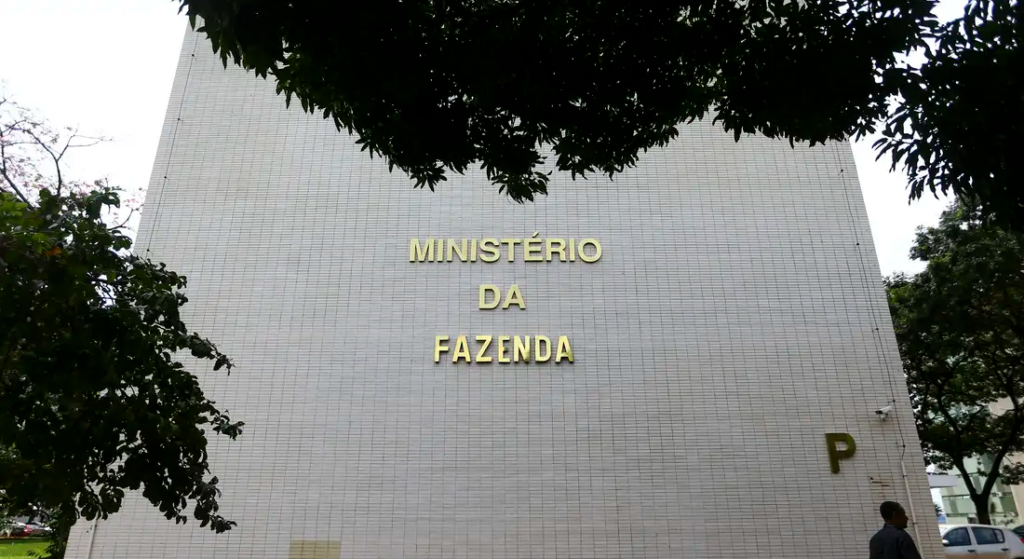 MINISTÉRIO
DA
FAZENDA
P